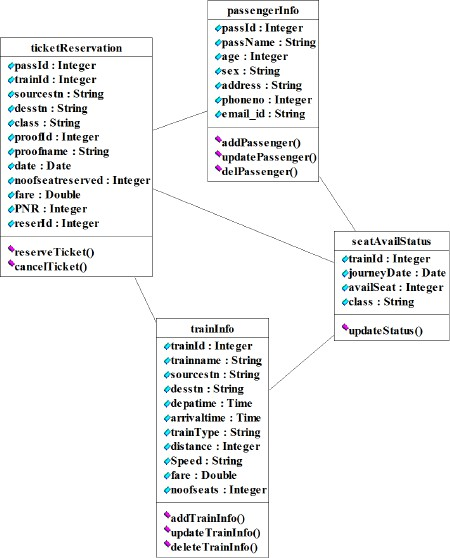 passengerInfo
passId : Integer
passName : String
age : Integer
sex : String
address : String
phoneno : Integer
email_id : String
addPassenger()
updatePassenger()
delPassenger()
ticketReservation
passId : Integer
trainId : Integer
sourcestn : String
desstn : String
class : String
proofId : Integer
proofname : String
date : Date
noofseatreserved : Integer
fare : Double
PNR : Integer
reserId : Integer
reserveTicket()
cancelTicket()
seatAvailStatus
trainId : Integer
journeyDate : Date
availSeat : Integer
class : String
updateStatus()
trainInfo
trainId : Integer
trainname : String
sourcestn : String
desstn : String
depatime : Time
arrivaltime : Time
trainType : String
distance : Integer
Speed : String
fare : Double
noofseats : Integer
addTrainInfo()
updateTrainInfo()
deleteTrainInfo()